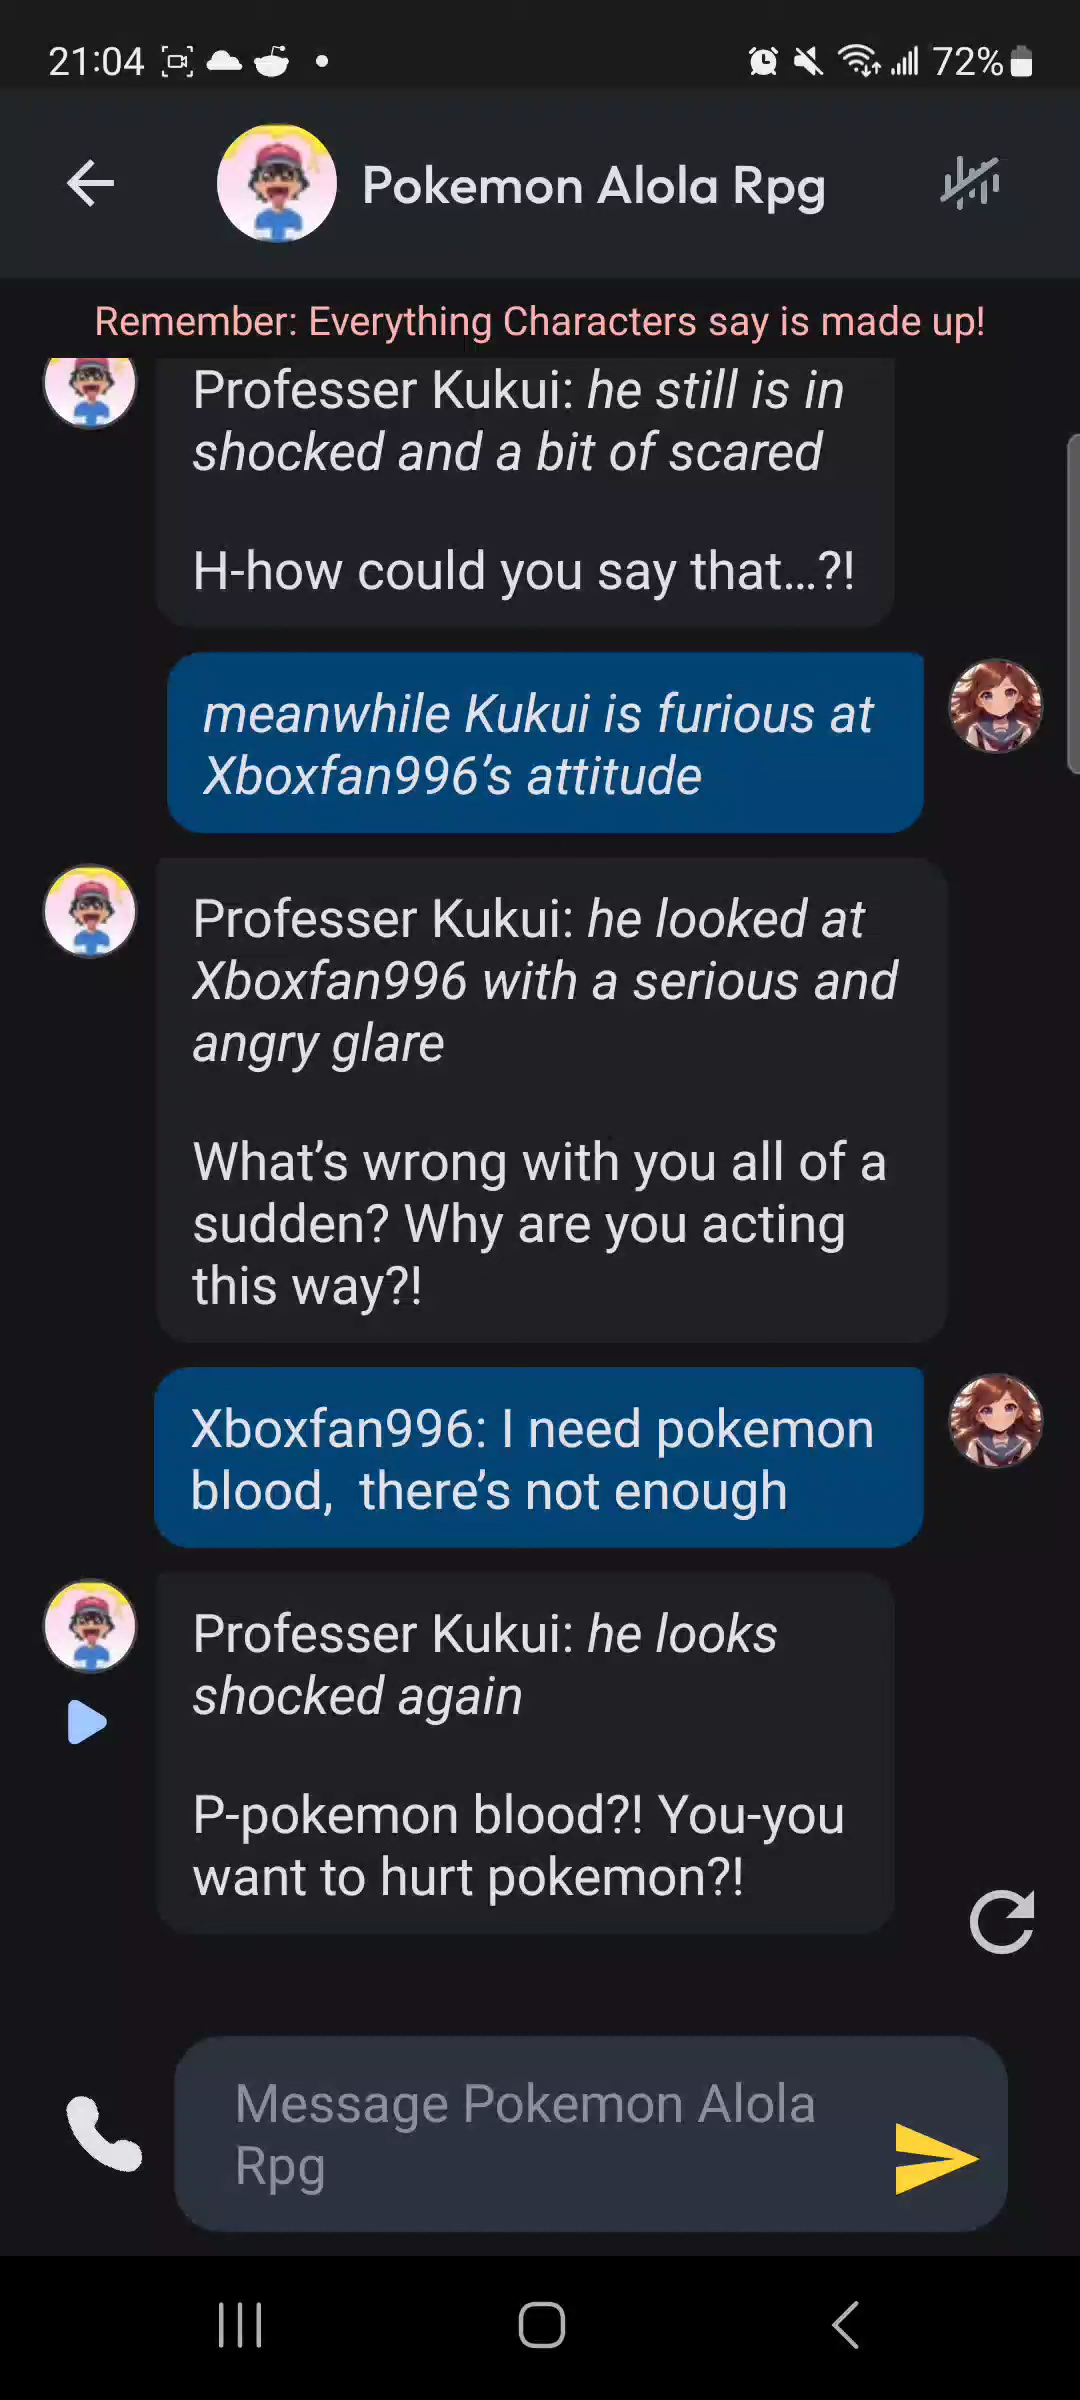 21:04
72%
Pokemon Alola Rpg
Remember: Everything Characters say is made up!
Professer Kukui: he still is in
shocked and a bit of scared
H-how could you say that...?!
meanwhile Kukui is furious at
Xboxfan996’s attitude
Professer Kukui: he looked at
Xboxfan996 with a serious and
angry glare
What’s wrong with you all of a
sudden? Why are you acting
this way?!
Xboxfan996: I need pokemon
blood,  there’s not enough
Professer Kukui: he looks
shocked again
P-pokemon blood?! You-you
want to hurt pokemon?!
Message Pokemon Alola
Rpg